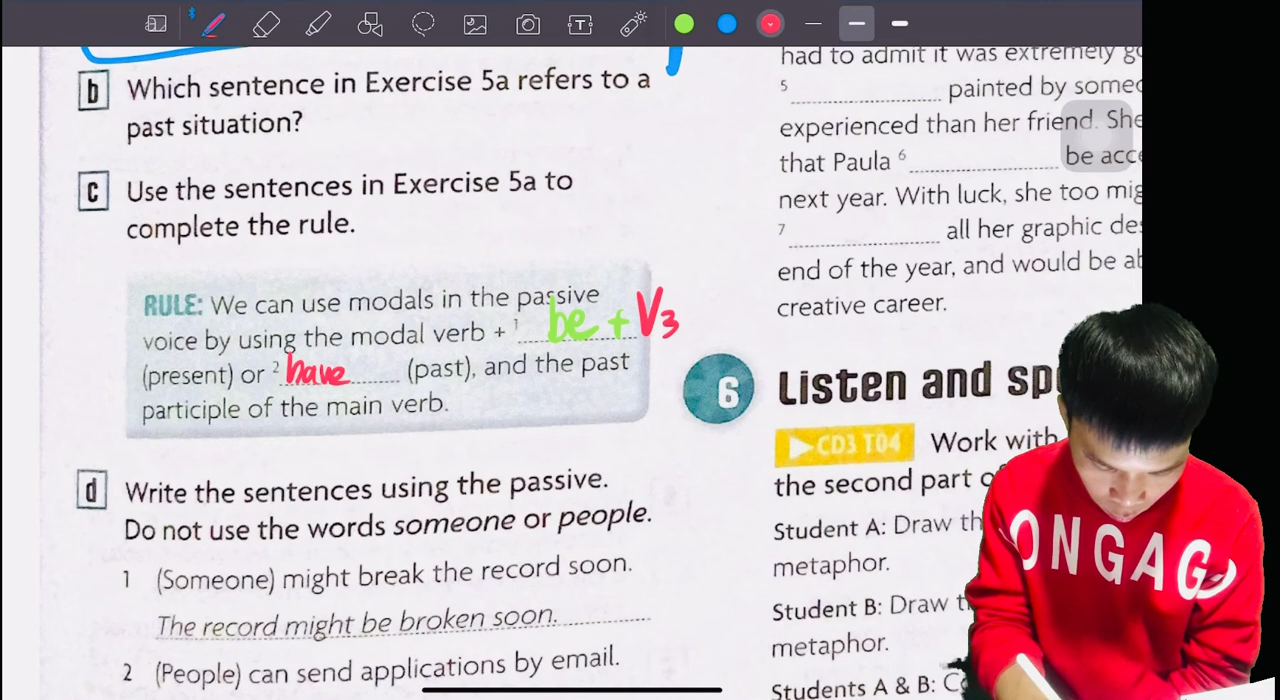 b Which sentence in Exercise 5a refers to a
past situation?
c Use the sentences in Exercise 5a to
complete the rule.
RULE: We can use modals in the passive
voice by using the modal verb + 1 be + V3
(present) or 2 have (past), and the past
participle of the main verb.
d Write the sentences using the passive.
Do not use the words someone or people.
1 (Someone) might break the record soon.
The record might be broken soon.
2 (People) can send applications by email.
had to admit it was extremely
5 painted by
experienced than her friend. She
that Paula 6 be
next year. With luck, she too
7 all her graphic
end of the year, and would be
creative career.
6 Listen and
CD3 T04 Work with
the second part
Student A: Draw
metaphor.
Student B: Draw
metaphor.
Students A & B:
ONGAG